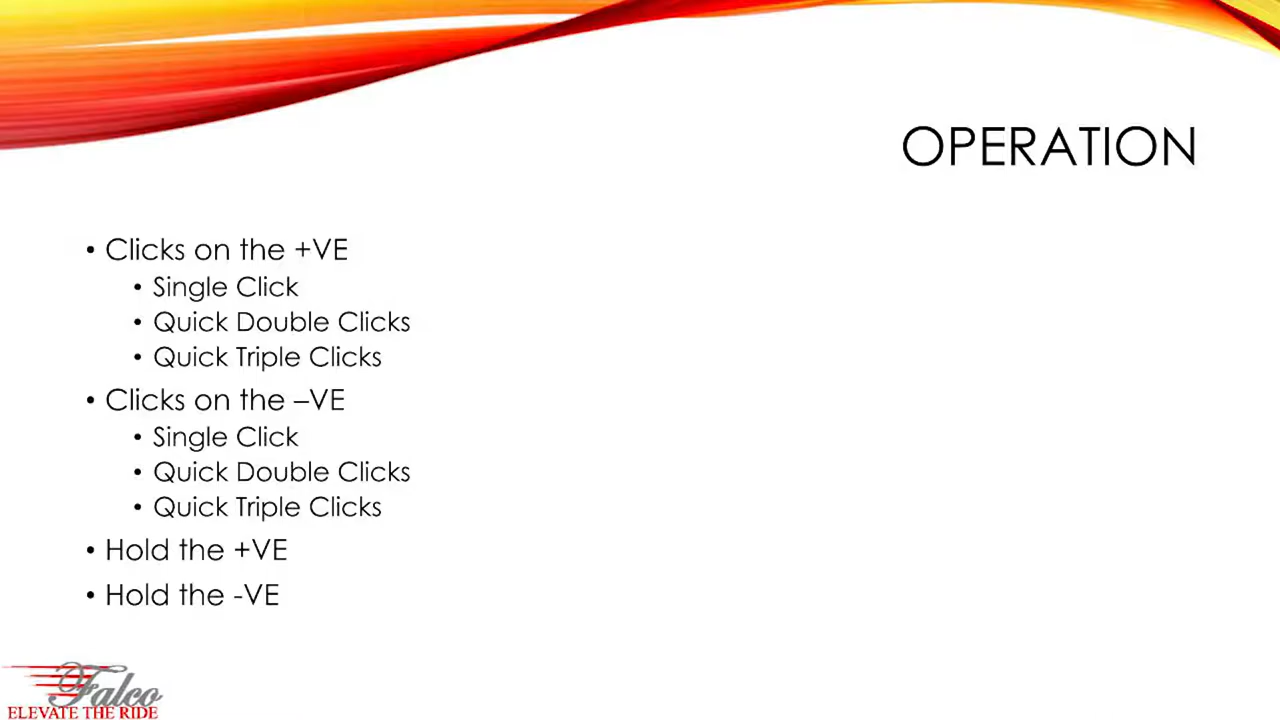 OPERATION
• Clicks on the +VE
• Single Click
• Quick Double Clicks
• Quick Triple Clicks
• Clicks on the –VE
• Single Click
• Quick Double Clicks
• Quick Triple Clicks
• Hold the +VE
• Hold the -VE
Falco
ELEVATE THE RIDE